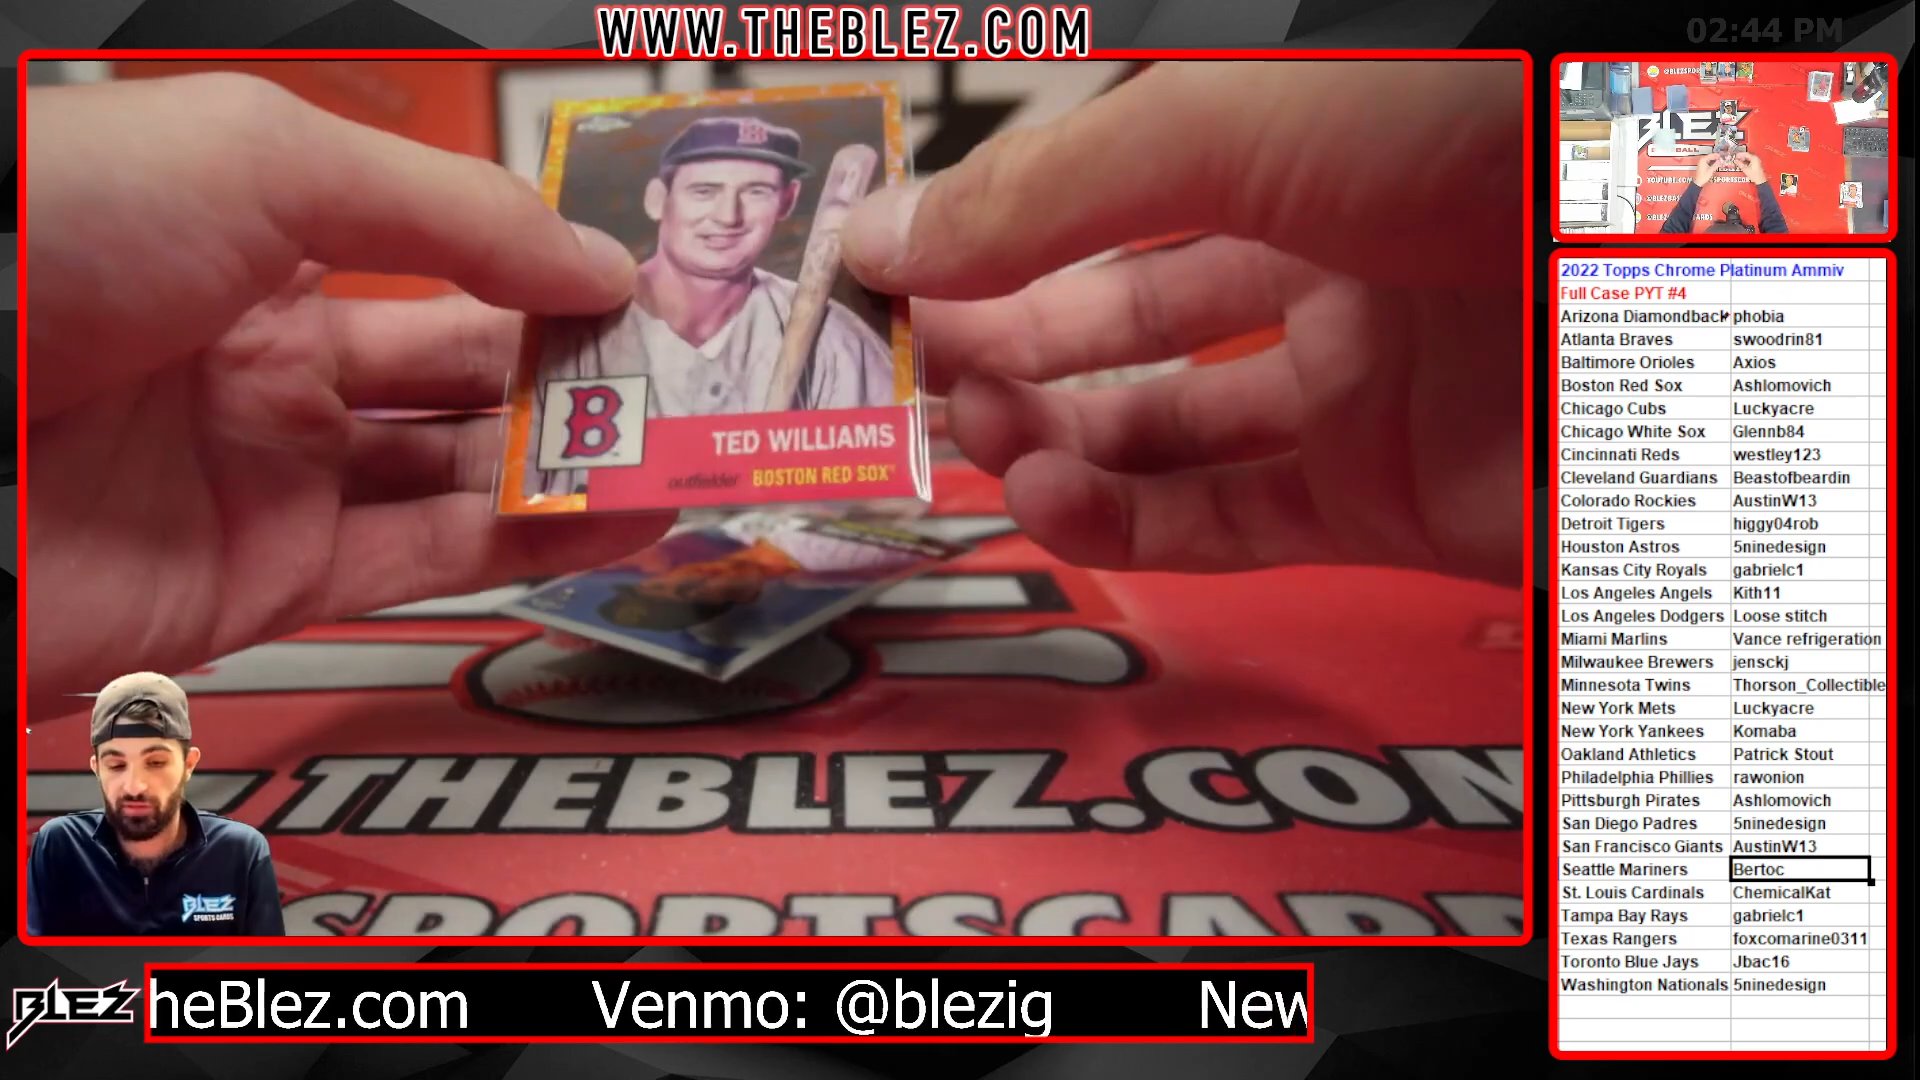 WWW.THEBLEZ.COM
02:44 PM
TED WILLIAMS
outfielder BOSTON RED SOX
B
THEBLEZ.COM
SPORTSCARD
BLEZ
SPORTS CARDS
BLEZ
heBlez.com Venmo: @blezig New
BLEZ
2022 Topps Chrome Platinum Ammiv
Full Case PYT #4
Arizona Diamondback phobia
Atlanta Braves swoodrin81
Baltimore Orioles Axios
Boston Red Sox Ashlomovich
Chicago Cubs Luckyacre
Chicago White Sox Glennb84
Cincinnati Reds westley123
Cleveland Guardians Beastofbeardin
Colorado Rockies AustinW13
Detroit Tigers higgy04rob
Houston Astros 5ninedesign
Kansas City Royals gabrielc1
Los Angeles Angels Kith11
Los Angeles Dodgers Loose stitch
Miami Marlins Vance refrigeration
Milwaukee Brewers jensckj
Minnesota Twins Thorson_Collectible
New York Mets Luckyacre
New York Yankees Komaba
Oakland Athletics Patrick Stout
Philadelphia Phillies rawonion
Pittsburgh Pirates Ashlomovich
San Diego Padres 5ninedesign
San Francisco Giants AustinW13
Seattle Mariners Bertoc
St. Louis Cardinals ChemicalKat
Tampa Bay Rays gabrielc1
Texas Rangers foxcomarine0311
Toronto Blue Jays Jbac16
Washington Nationals 5ninedesign